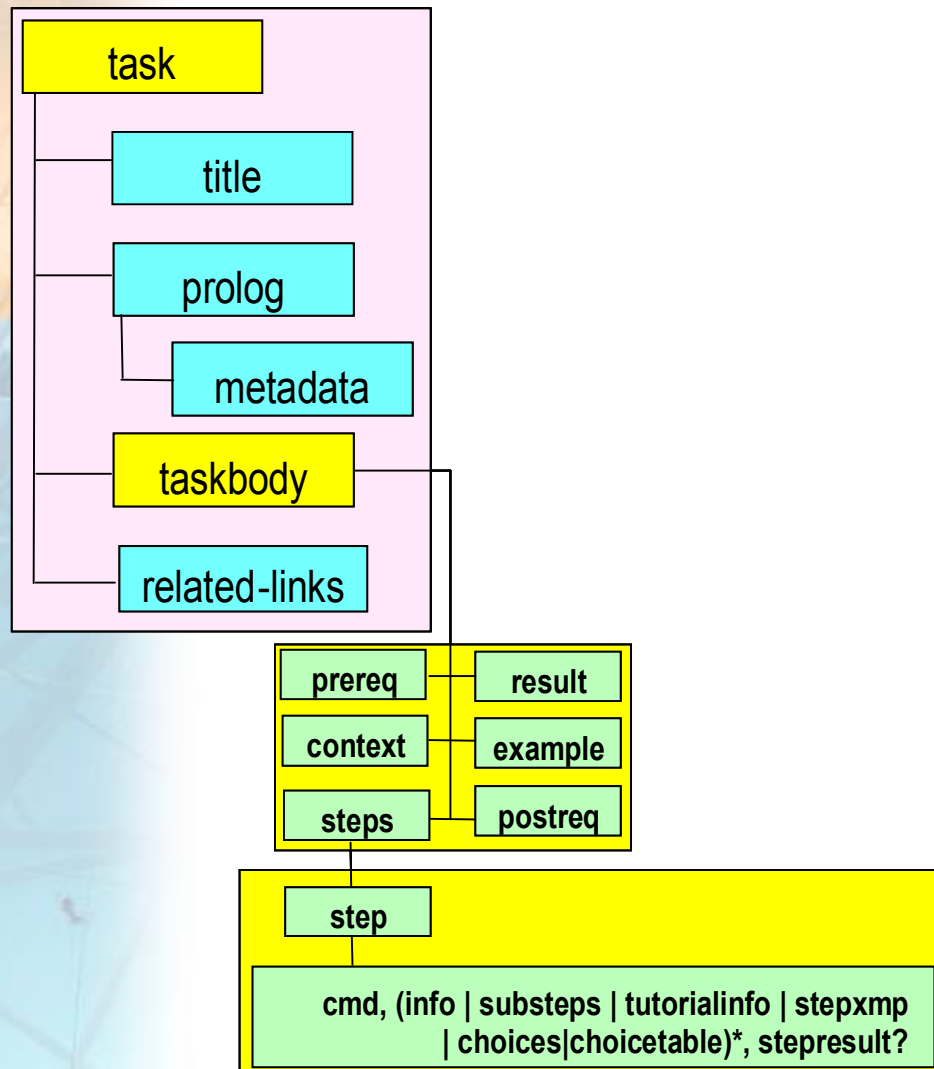 task
title
prolog
metadata
taskbody
related-links
prereq
result
context
example
steps
postreq
step
cmd, (info | substeps | tutorialinfo | stepxmp
| choices|choicetable)*, stepresult?